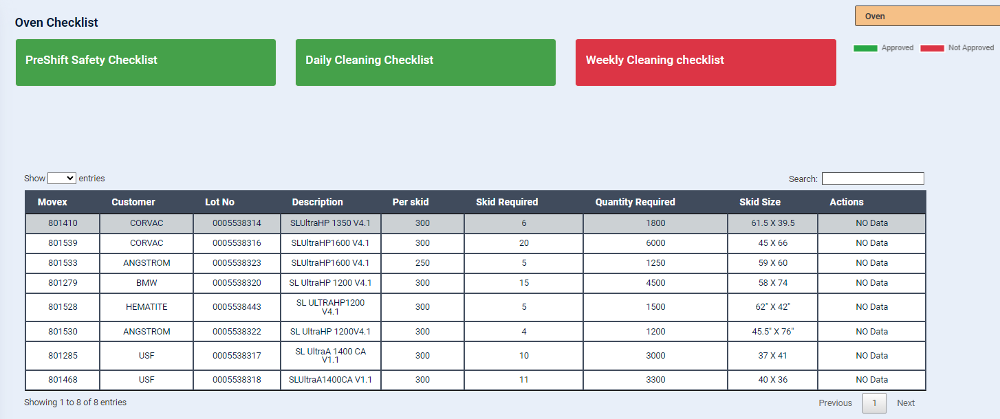 Oven
Oven Checklist
PreShift Safety Checklist Daily Cleaning Checklist Weekly Cleaning checklist
Approved Not Approved
Show entries Search:
Movex Customer Lot No Description Per skid Skid Required Quantity Required Skid Size Actions
801410 CORVAC 0005538314 SLUltraHP 1350 V4.1 300 6 1800 61.5 X 39.5 NO Data
801539 CORVAC 0005538316 SLUltraHP1600 V4.1 300 20 6000 45 X 66 NO Data
801533 ANGSTROM 0005538323 SLUltraHP1600 V4.1 250 5 1250 59 X 60 NO Data
801279 BMW 0005538320 SL UltraHP 1200 V4.1 300 15 4500 58 X 74 NO Data
801528 HEMATITE 0005538443 SL ULTRAHP1200 V4.1 300 5 1500 62" X 42" NO Data
801530 ANGSTROM 0005538322 SL UltraHP 1200V4.1 300 4 1200 45.5" X 76" NO Data
801285 USF 0005538317 SL UltraA 1400 CA V1.1 300 10 3000 37 X 41 NO Data
801468 USF 0005538318 SLUltraA1400CA V1.1 300 11 3300 40 X 36 NO Data
Showing 1 to 8 of 8 entries Previous 1 Next